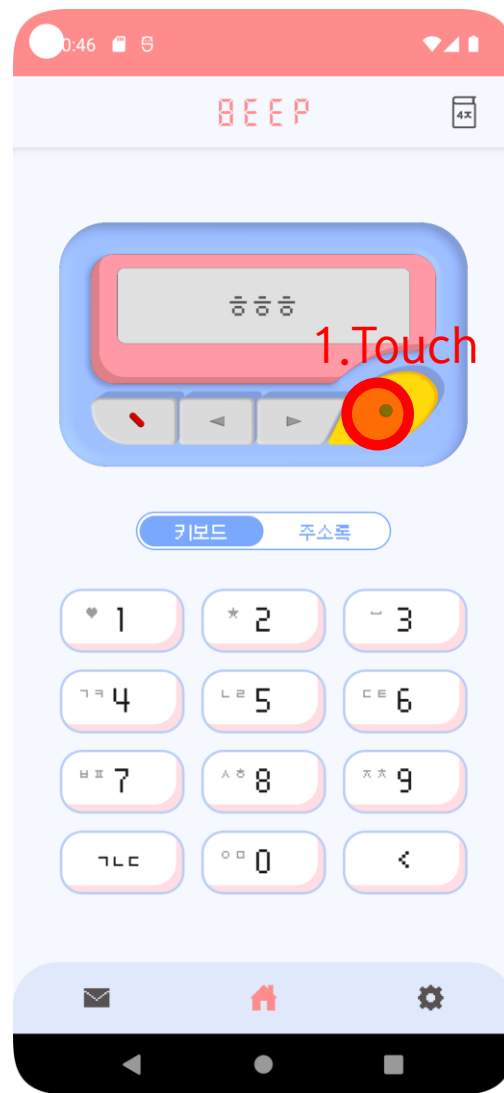 0:46
BEEP
4ㅈ
ㅎㅎㅎ
1.Touch
키보드 주소록
♥ 1 ★ 2 ⎵ 3
ㄱㅋ 4 ㄴㄹ 5 ㄷㅌ 6
ㅂㅍ 7 ㅅㅎ 8 ㅈㅊ 9
ㄱㄴㄷ ㅇㅁ 0 <